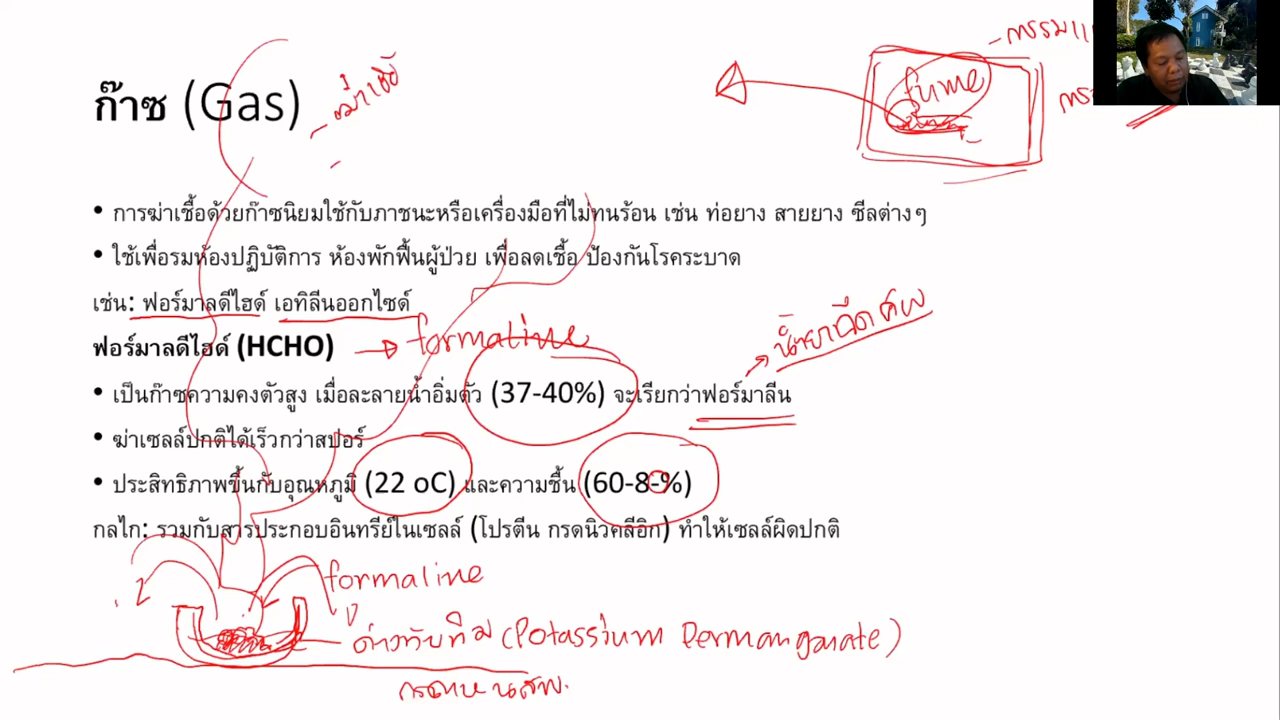 ก๊าซ (Gas)
- ฆ่าเชื้อ
fume
• การฆ่าเชื้อด้วยก๊าซนิยมใช้กับภาชนะหรือเครื่องมือที่ไม่ทนร้อน เช่น ท่อยาง สายยาง ซีลต่างๆ
• ใช้เพื่อรมห้องปฏิบัติการ ห้องพักฟื้นผู้ป่วย เพื่อลดเชื้อ ป้องกันโรคระบาด
เช่น: ฟอร์มาลดีไฮด์ เอทิลีนออกไซด์
ฟอร์มาลดีไฮด์ (HCHO) → formaline
น้ำยาฉีดศพ
• เป็นก๊าซความคงตัวสูง เมื่อละลายน้ำอิ่มตัว (37-40%) จะเรียกว่าฟอร์มาลีน
• ฆ่าเซลล์ปกติได้เร็วกว่าสปอร์
• ประสิทธิภาพขึ้นกับอุณหภูมิ (22 oC) และความชื้น (60-8-%)
กลไก: รวมกับสารประกอบอินทรีย์ในเซลล์ (โปรตีน กรดนิวคลีอิก) ทำให้เซลล์ผิดปกติ
formaline
ด่างทับทิม (Potassium Permanganate)